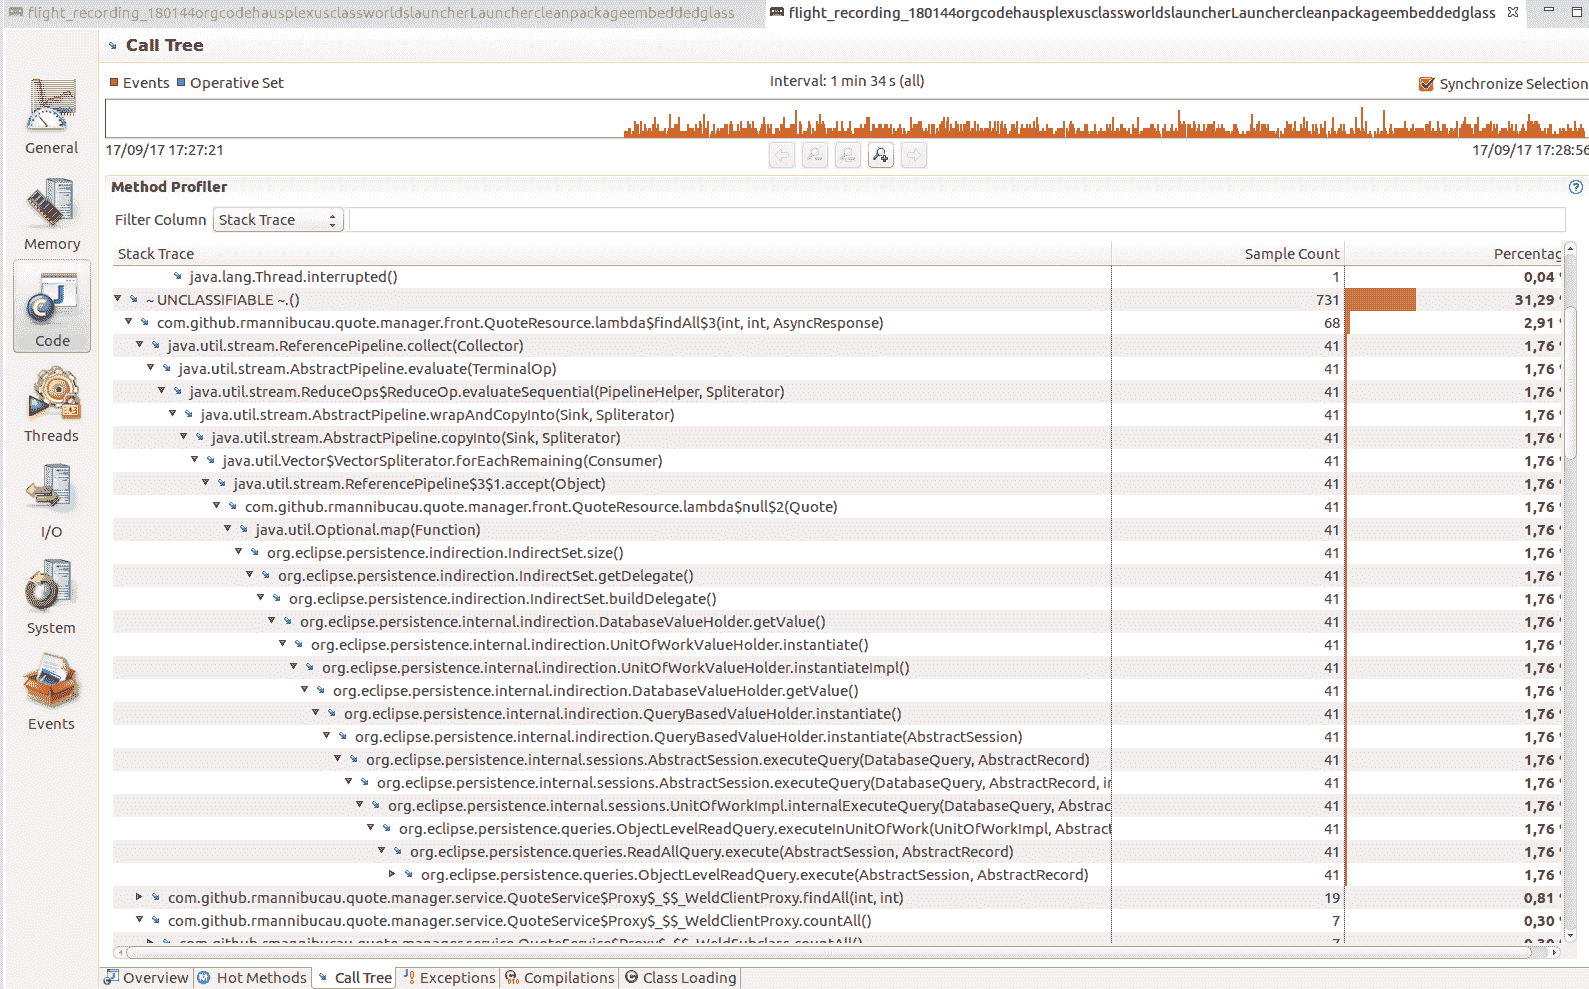 flight_recording_180144orgcodehausplexusclassworldslauncherLaunchercleanpackageembeddedglass
flight_recording_180144orgcodehausplexusclassworldslauncherLaunchercleanpackageembeddedglass
Call Tree
Events Operative Set
Interval: 1 min 34 s (all)
Synchronize Selection
17/09/17 17:27:21
17/09/17 17:28:56
General
Memory
Code
Threads
I/O
System
Events
Method Profiler
Filter Column Stack Trace
Stack Trace Sample Count Percentag
java.lang.Thread.interrupted() 1 0,04
~ UNCLASSIFIABLE ~.() 731 31,29
com.github.rmannibucau.quote.manager.front.QuoteResource.lambda$findAll$3(int, int, AsyncResponse) 68 2,91
java.util.stream.ReferencePipeline.collect(Collector) 41 1,76
java.util.stream.AbstractPipeline.evaluate(TerminalOp) 41 1,76
java.util.stream.ReduceOps$ReduceOp.evaluateSequential(PipelineHelper, Spliterator) 41 1,76
java.util.stream.AbstractPipeline.wrapAndCopyInto(Sink, Spliterator) 41 1,76
java.util.stream.AbstractPipeline.copyInto(Sink, Spliterator) 41 1,76
java.util.Vector$VectorSpliterator.forEachRemaining(Consumer) 41 1,76
java.util.stream.ReferencePipeline$3$1.accept(Object) 41 1,76
com.github.rmannibucau.quote.manager.front.QuoteResource.lambda$null$2(Quote) 41 1,76
java.util.Optional.map(Function) 41 1,76
org.eclipse.persistence.indirection.IndirectSet.size() 41 1,76
org.eclipse.persistence.indirection.IndirectSet.getDelegate() 41 1,76
org.eclipse.persistence.indirection.IndirectSet.buildDelegate() 41 1,76
org.eclipse.persistence.internal.indirection.DatabaseValueHolder.getValue() 41 1,76
org.eclipse.persistence.internal.indirection.UnitOfWorkValueHolder.instantiate() 41 1,76
org.eclipse.persistence.internal.indirection.UnitOfWorkValueHolder.instantiateImpl() 41 1,76
org.eclipse.persistence.internal.indirection.DatabaseValueHolder.getValue() 41 1,76
org.eclipse.persistence.internal.indirection.QueryBasedValueHolder.instantiate() 41 1,76
org.eclipse.persistence.internal.indirection.QueryBasedValueHolder.instantiate(AbstractSession) 41 1,76
org.eclipse.persistence.internal.sessions.AbstractSession.executeQuery(DatabaseQuery, AbstractRecord) 41 1,76
org.eclipse.persistence.internal.sessions.AbstractSession.executeQuery(DatabaseQuery, AbstractRecord, i 41 1,76
org.eclipse.persistence.internal.sessions.UnitOfWorkImpl.internalExecuteQuery(DatabaseQuery, Abstrac 41 1,76
org.eclipse.persistence.queries.ObjectLevelReadQuery.executeInUnitOfWork(UnitOfWorkImpl, Abstract 41 1,76
org.eclipse.persistence.queries.ReadAllQuery.execute(AbstractSession, AbstractRecord) 41 1,76
org.eclipse.persistence.queries.ObjectLevelReadQuery.execute(AbstractSession, AbstractRecord) 41 1,76
com.github.rmannibucau.quote.manager.service.QuoteService$Proxy$_$$_WeldClientProxy.findAll(int, int) 19 0,81
com.github.rmannibucau.quote.manager.service.QuoteService$Proxy$_$$_WeldClientProxy.countAll() 7 0,30
com.github.rmannibucau.quote.manager.service.QuoteService$Proxy$_$$_WeldSubclass.countAll() 7 0,30
Overview Hot Methods Call Tree Exceptions Compilations Class Loading